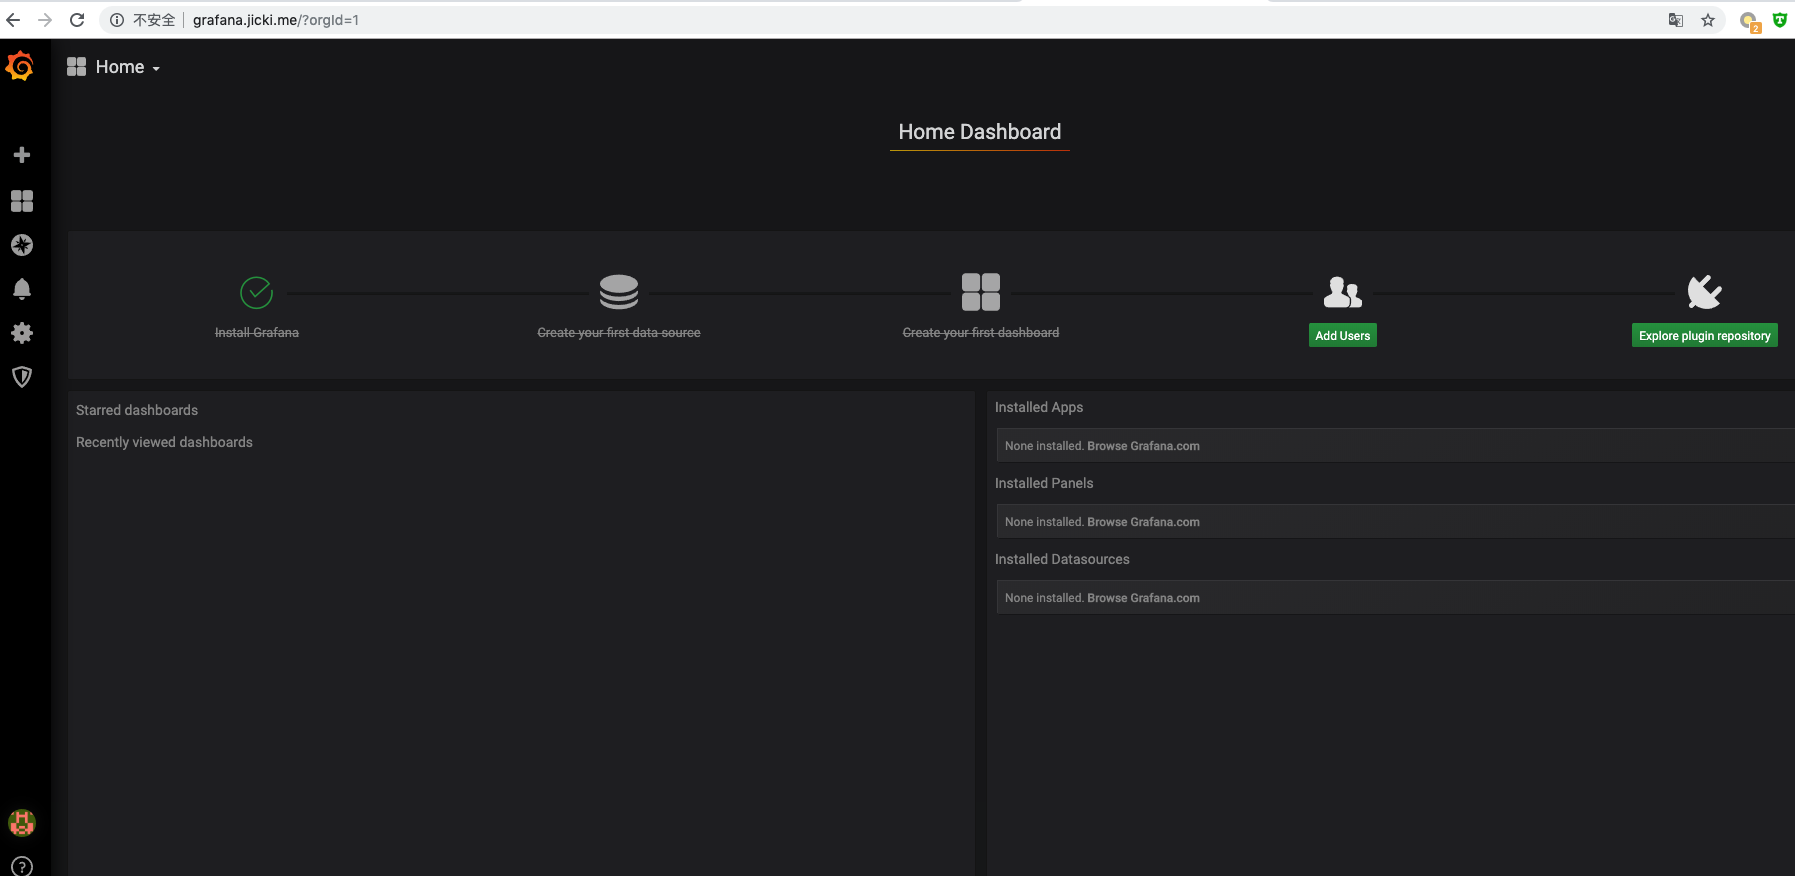 不安全 grafana.jicki.me/?orgId=1
2
T
Home
Home Dashboard
Install Grafana
Create your first data source
Create your first dashboard
Add Users
Explore plugin repository
Starred dashboards
Recently viewed dashboards
Installed Apps
None installed. Browse Grafana.com
Installed Panels
None installed. Browse Grafana.com
Installed Datasources
None installed. Browse Grafana.com
?